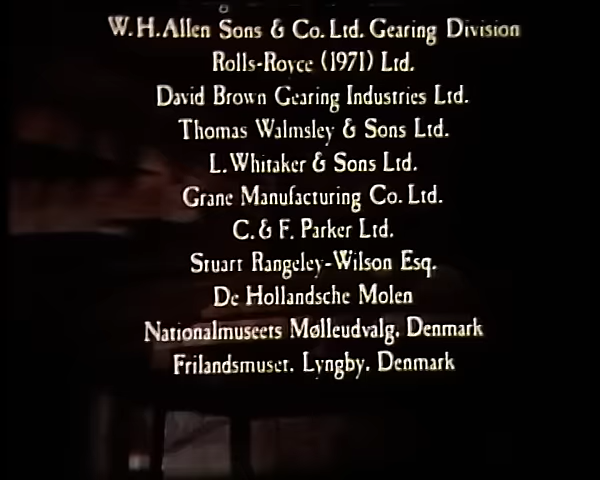 W.H.Allen Sons & Co. Ltd. Gearing Division
Rolls-Royce (1971) Ltd.
David Brown Gearing Industries Ltd.
Thomas Walmsley & Sons Ltd.
L. Whitaker & Sons Ltd.
Grane Manufacturing Co. Ltd.
C. & F. Parker Ltd.
Stuart Rangeley-Wilson Esq.
De Hollandsche Molen
Nationalmuseets Mølleudvalg, Denmark
Frilandsmuset, Lyngby, Denmark